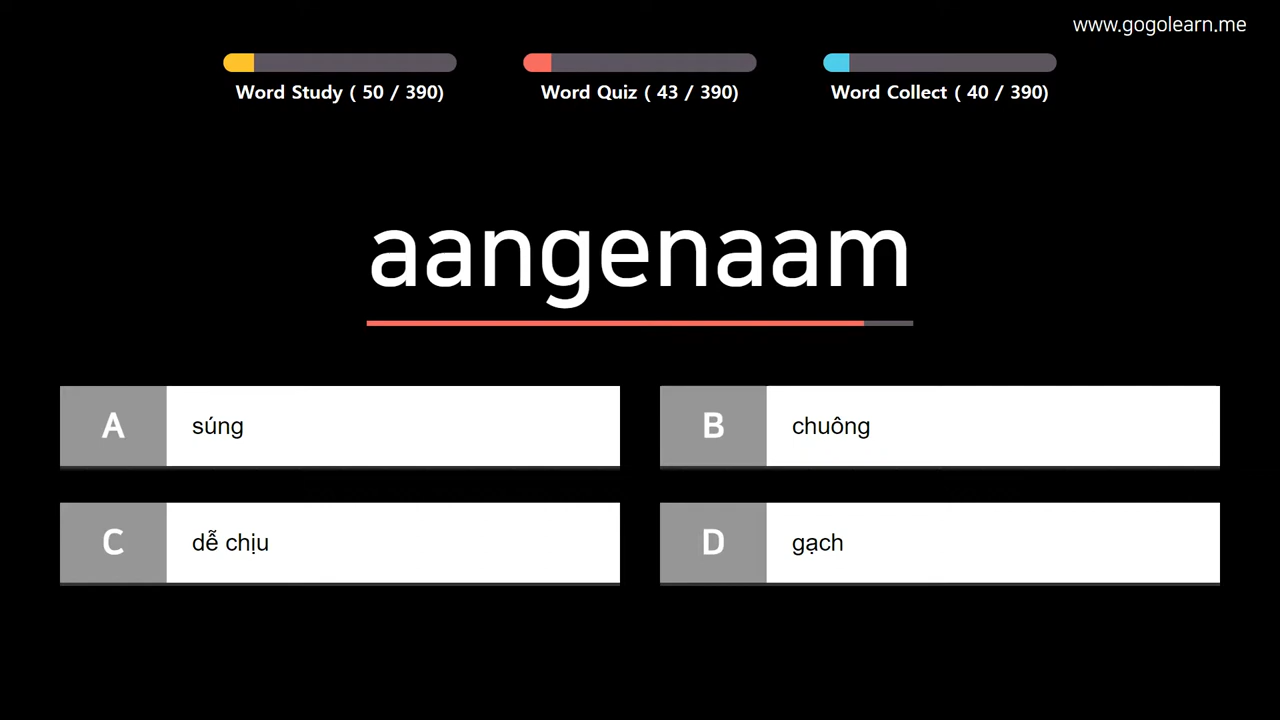 www.gogolearn.me
Word Study ( 50 / 390)
Word Quiz ( 43 / 390)
Word Collect ( 40 / 390)
aangenaam
A súng
B chuông
C dễ chịu
D gạch